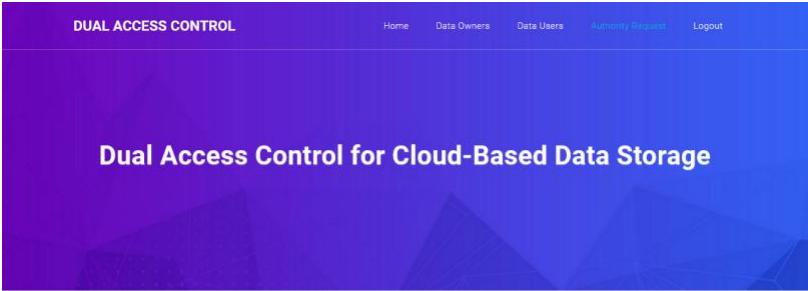 DUAL ACCESS CONTROL
Home Data Owners Data Users Authority Request Logout
Dual Access Control for Cloud-Based Data Storage